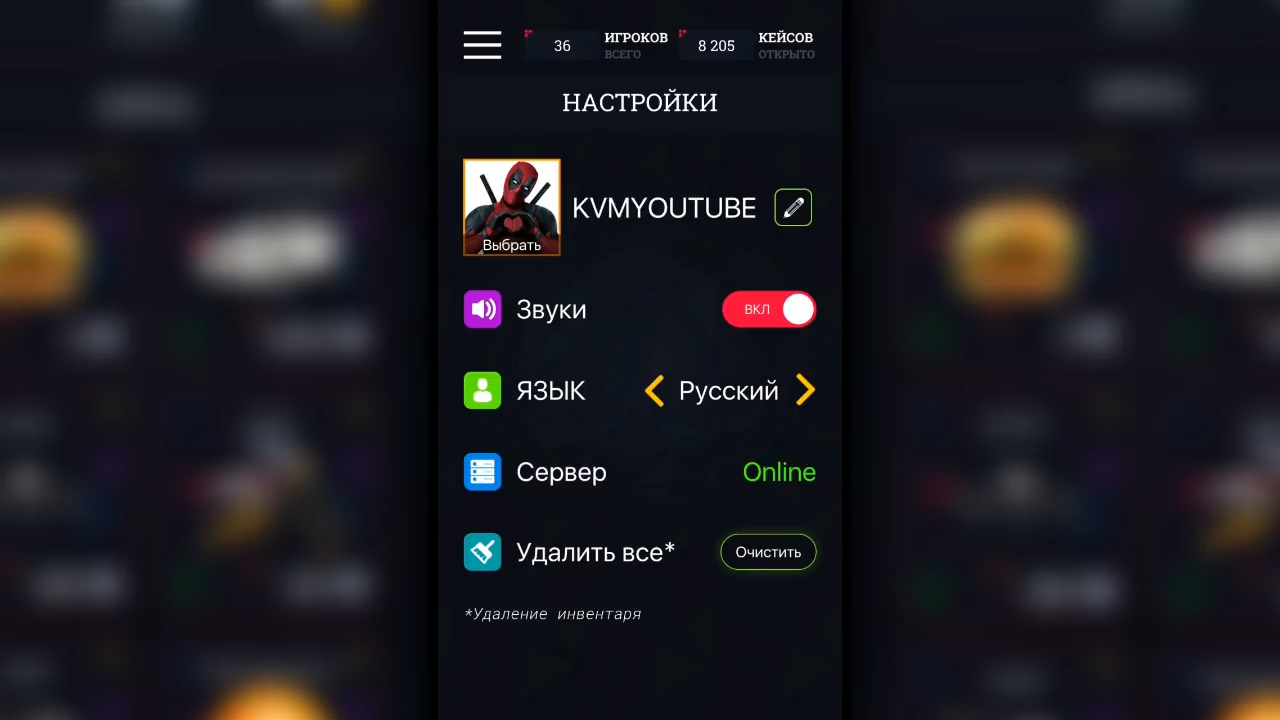 36
ИГРОКОВ
ВСЕГО
8 205
КЕЙСОВ
ОТКРЫТО
НАСТРОЙКИ
Выбрать
KVMYOUTUBE
Звуки
ВКЛ
ЯЗЫК
Русский
Сервер
Online
Удалить все*
Очистить
*Удаление инвентаря